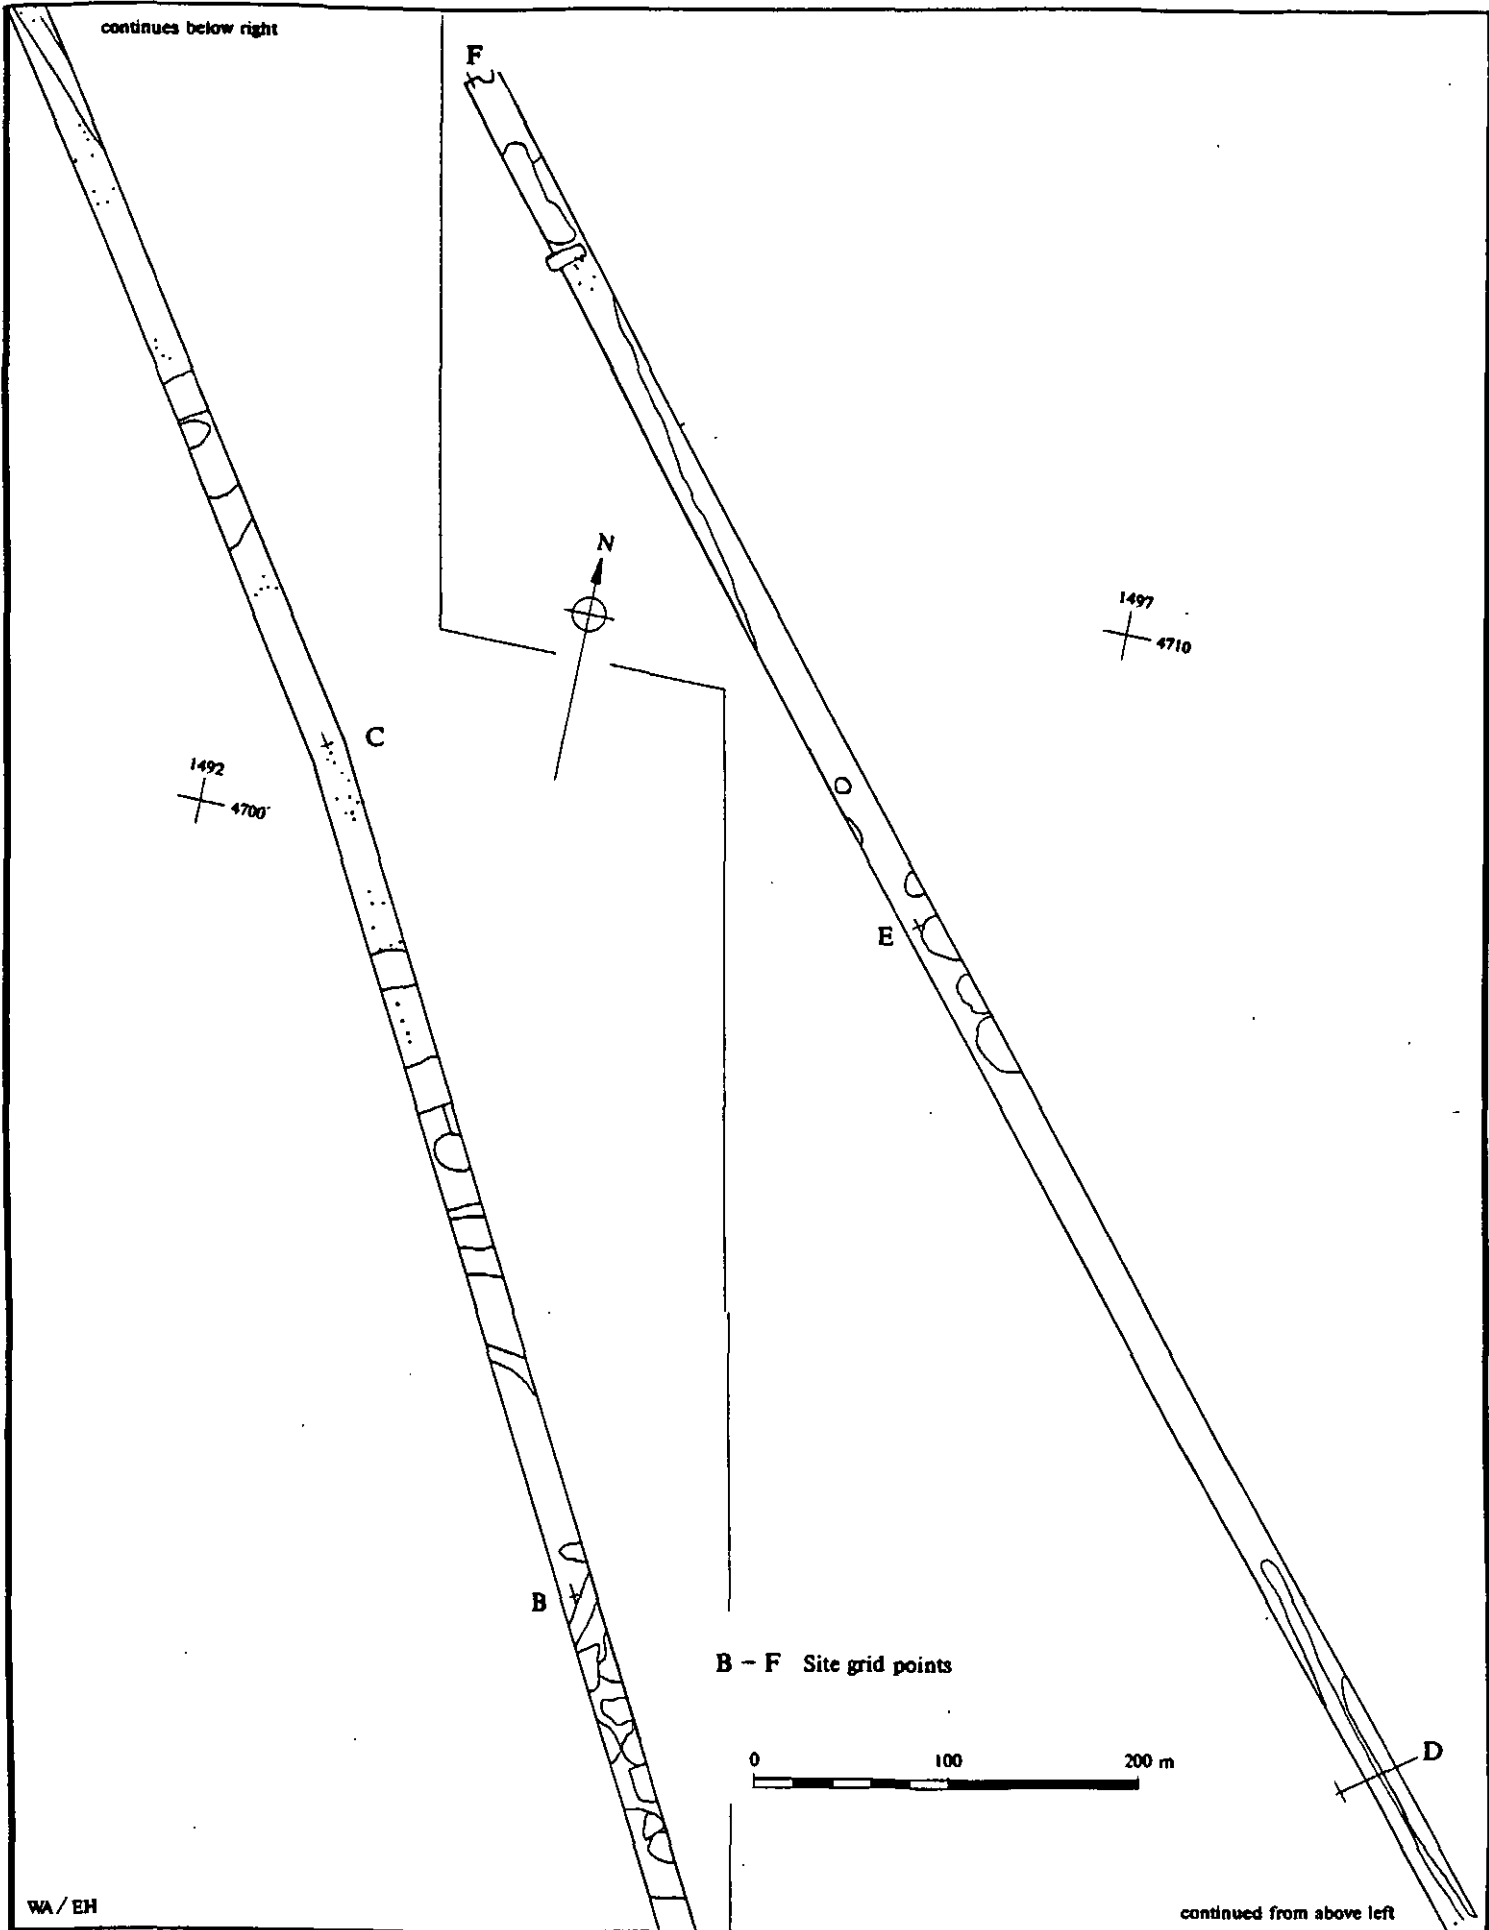 continues below right
F
N
1497
4710
C
1492
4700
E
B
B – F Site grid points
0 100 200 m
D
WA / EH
continued from above left